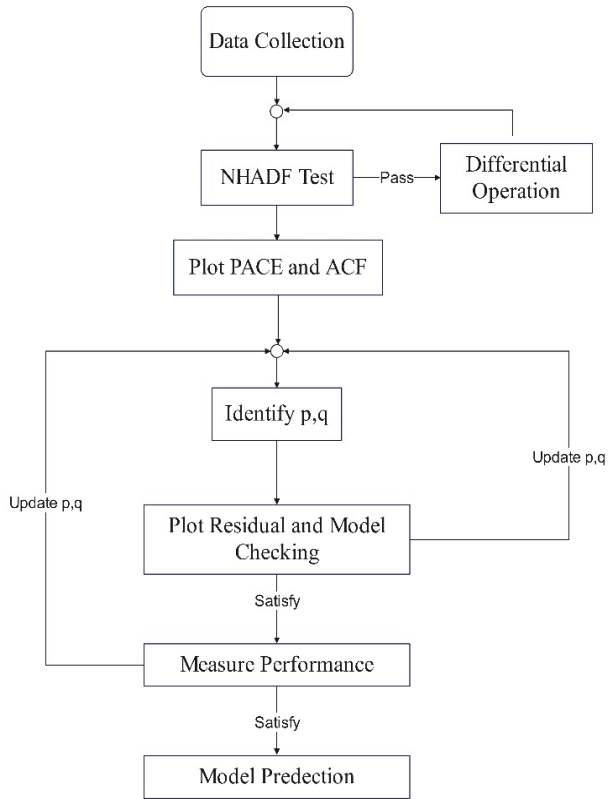 Data Collection
NHADF Test
Pass
Differential
Operation
Plot PACE and ACF
Identify p,q
Update p,q
Update p,q
Plot Residual and Model
Checking
Satisfy
Measure Performance
Satisfy
Model Predection